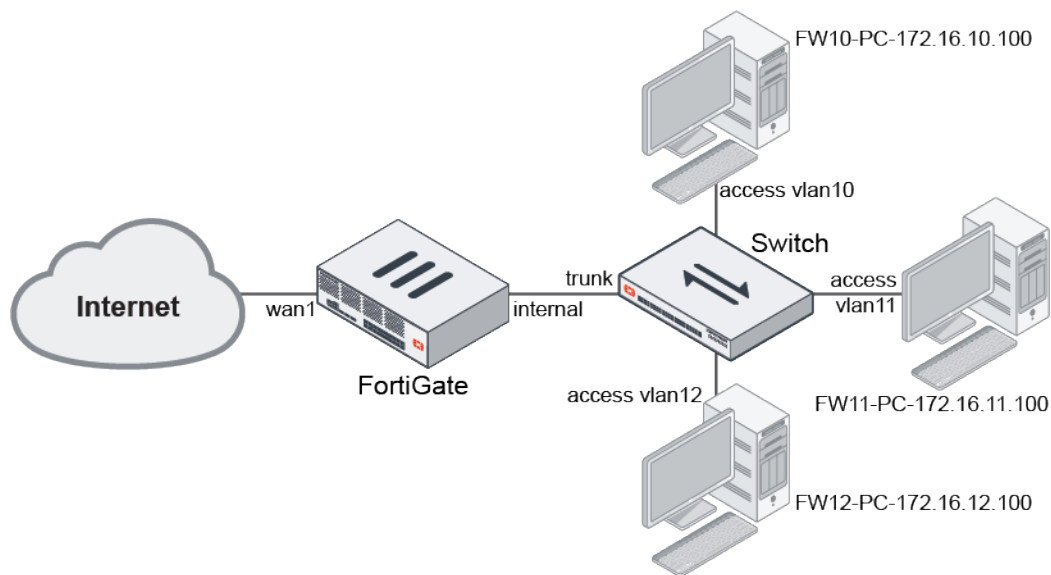 FW10-PC-172.16.10.100
access vlan10
Switch
Internet
wan1
internal
trunk
access
vlan11
FortiGate
access vlan12
FW11-PC-172.16.11.100
FW12-PC-172.16.12.100